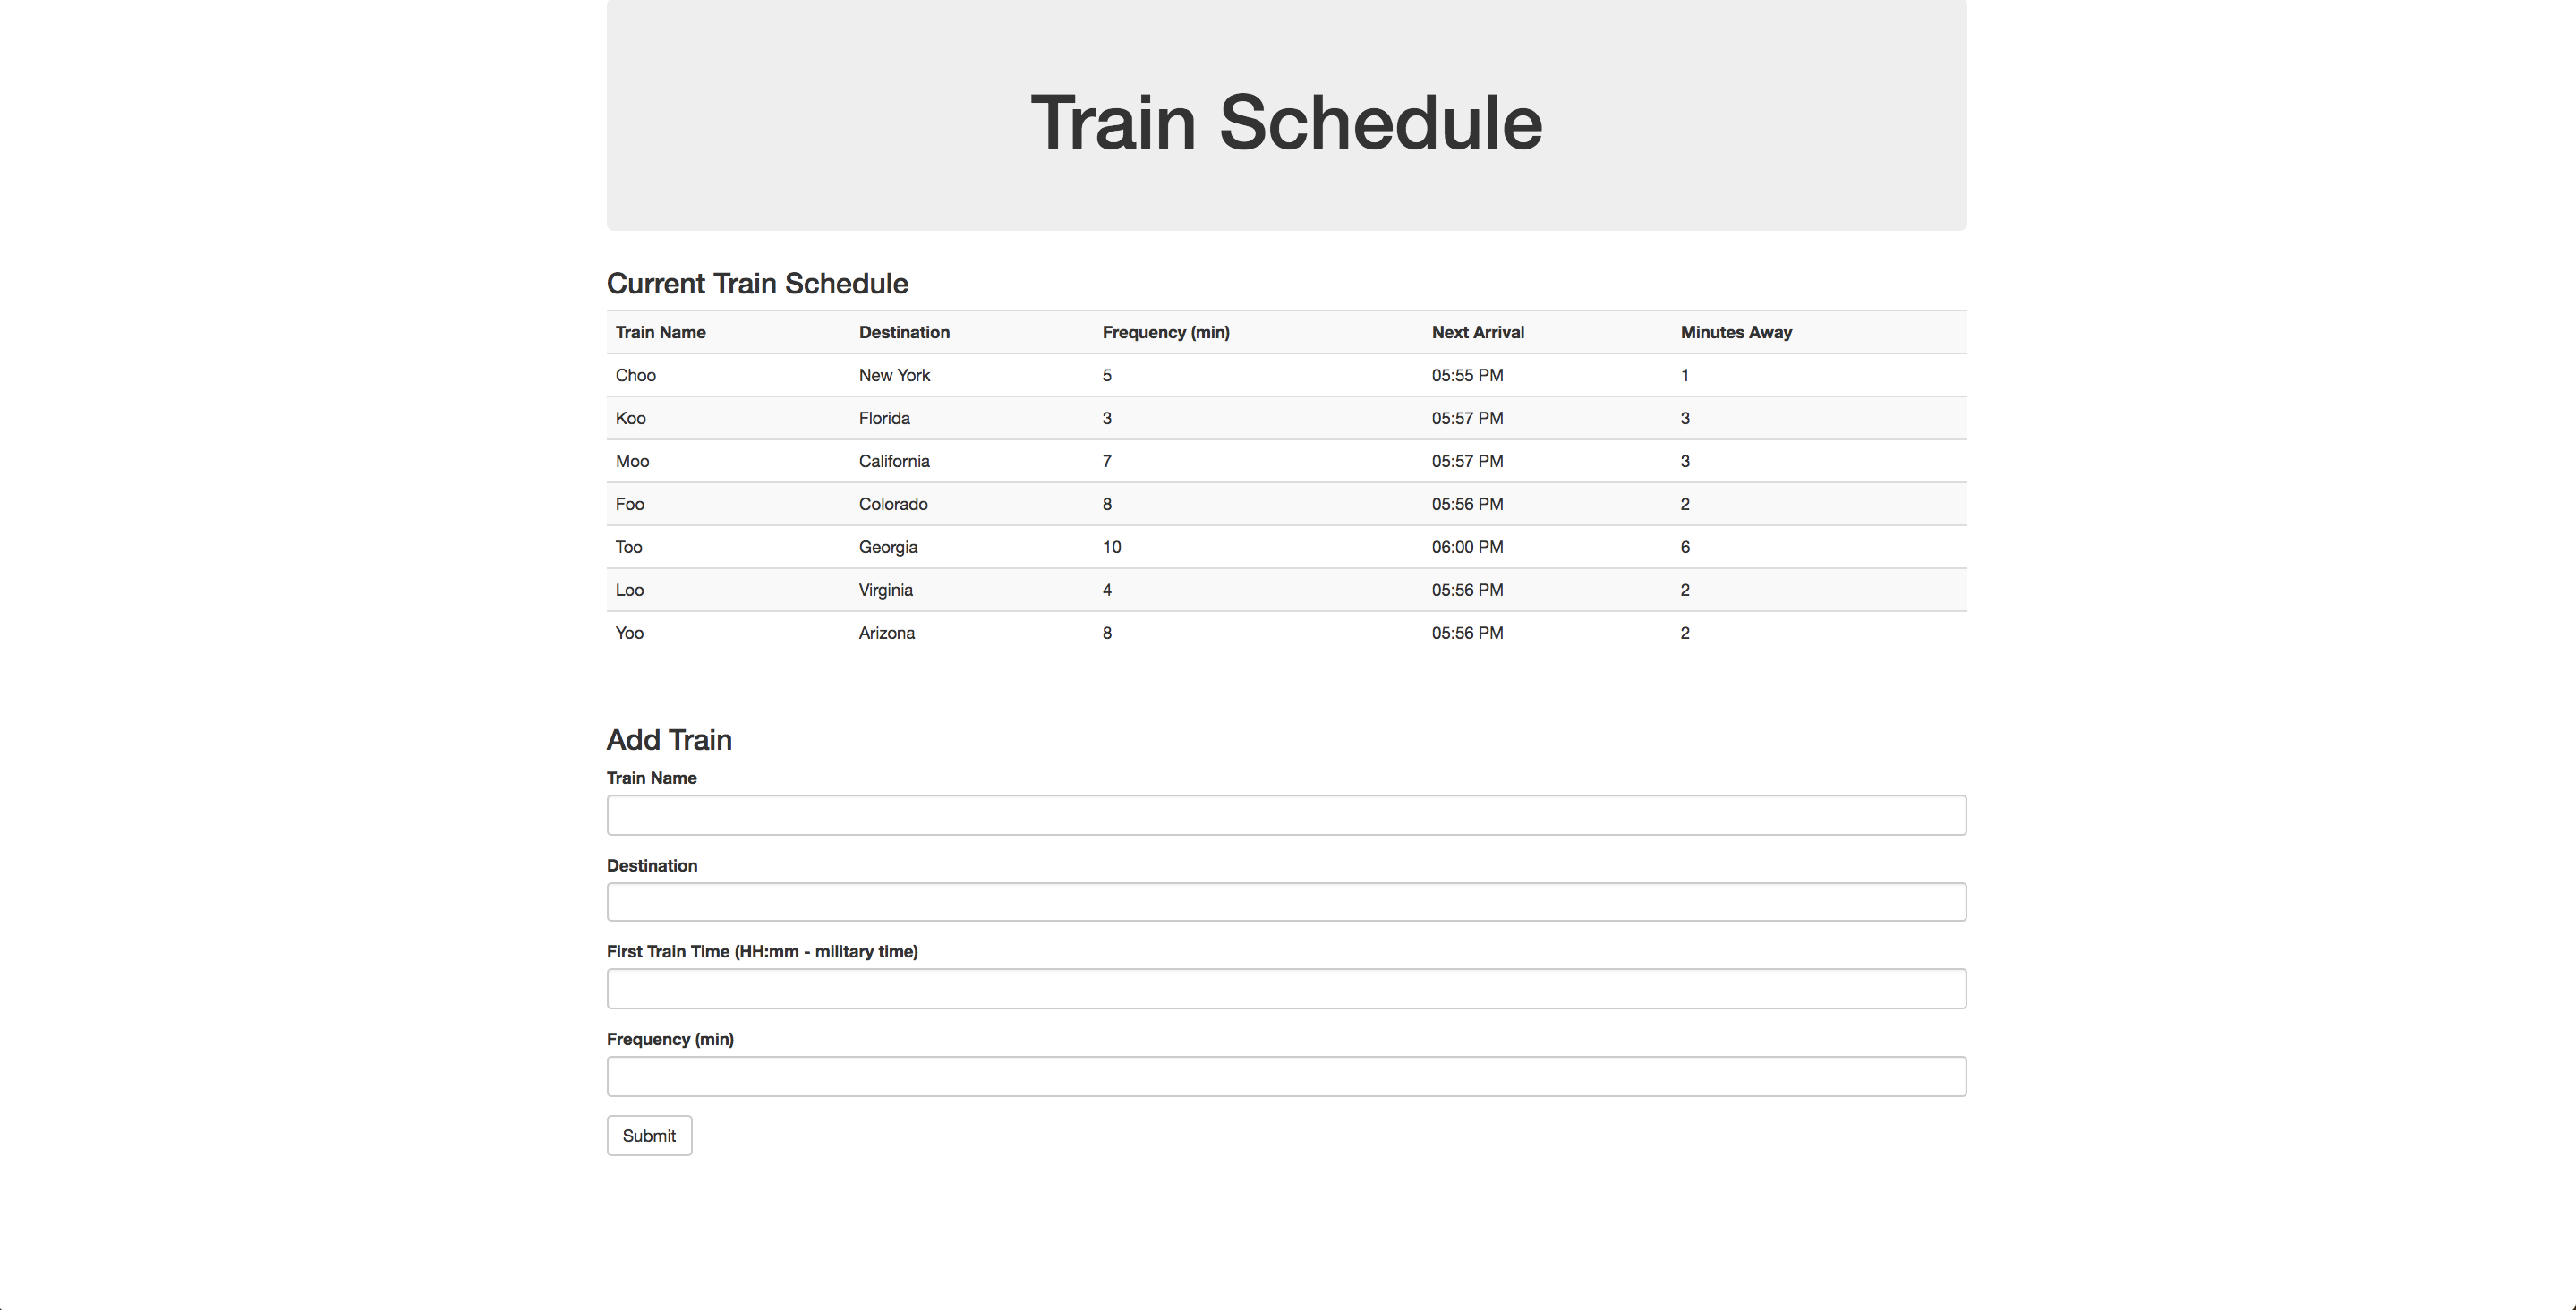 Train Schedule
Current Train Schedule
Train Name Destination Frequency (min) Next Arrival Minutes Away
Choo New York 5 05:55 PM 1
Koo Florida 3 05:57 PM 3
Moo California 7 05:57 PM 3
Foo Colorado 8 05:56 PM 2
Too Georgia 10 06:00 PM 6
Loo Virginia 4 05:56 PM 2
Yoo Arizona 8 05:56 PM 2
Add Train
Train Name
Destination
First Train Time (HH:mm - military time)
Frequency (min)
Submit